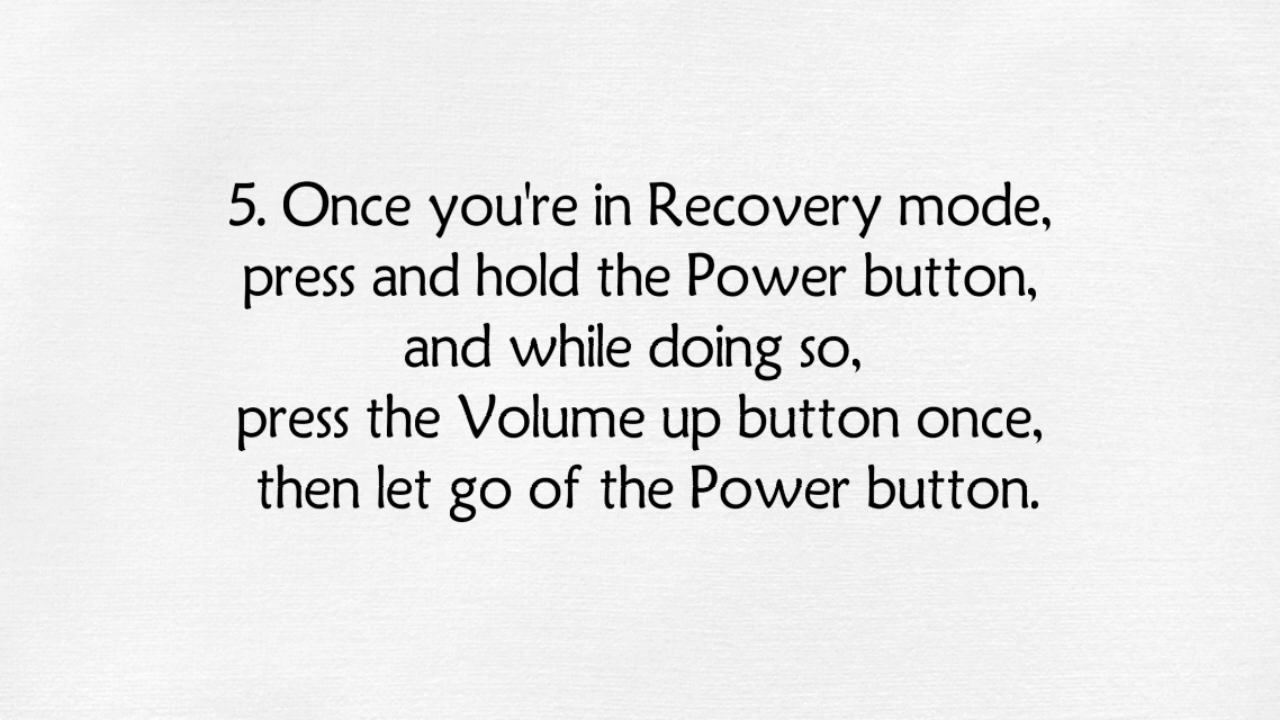 5. Once you're in Recovery mode,
press and hold the Power button,
and while doing so,
press the Volume up button once,
then let go of the Power button.